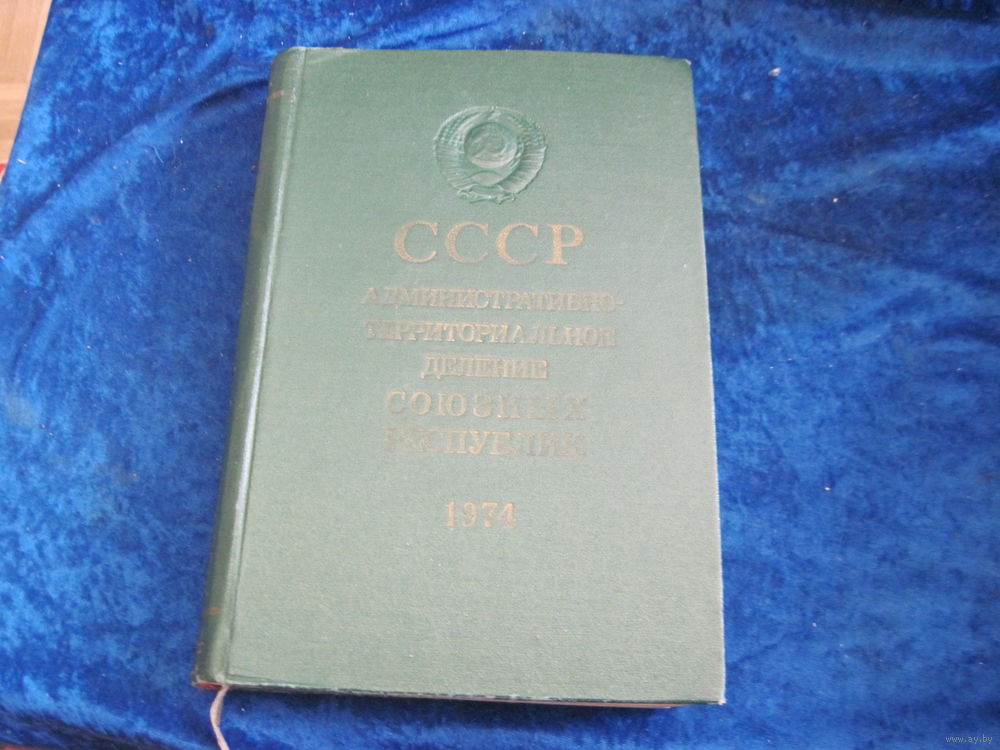 СССР
АДМИНИСТРАТИВНО-
ТЕРРИТОРИАЛЬНОЕ
ДЕЛЕНИЕ
СОЮЗНЫХ
РЕСПУБЛИК
1974
www.ay.by